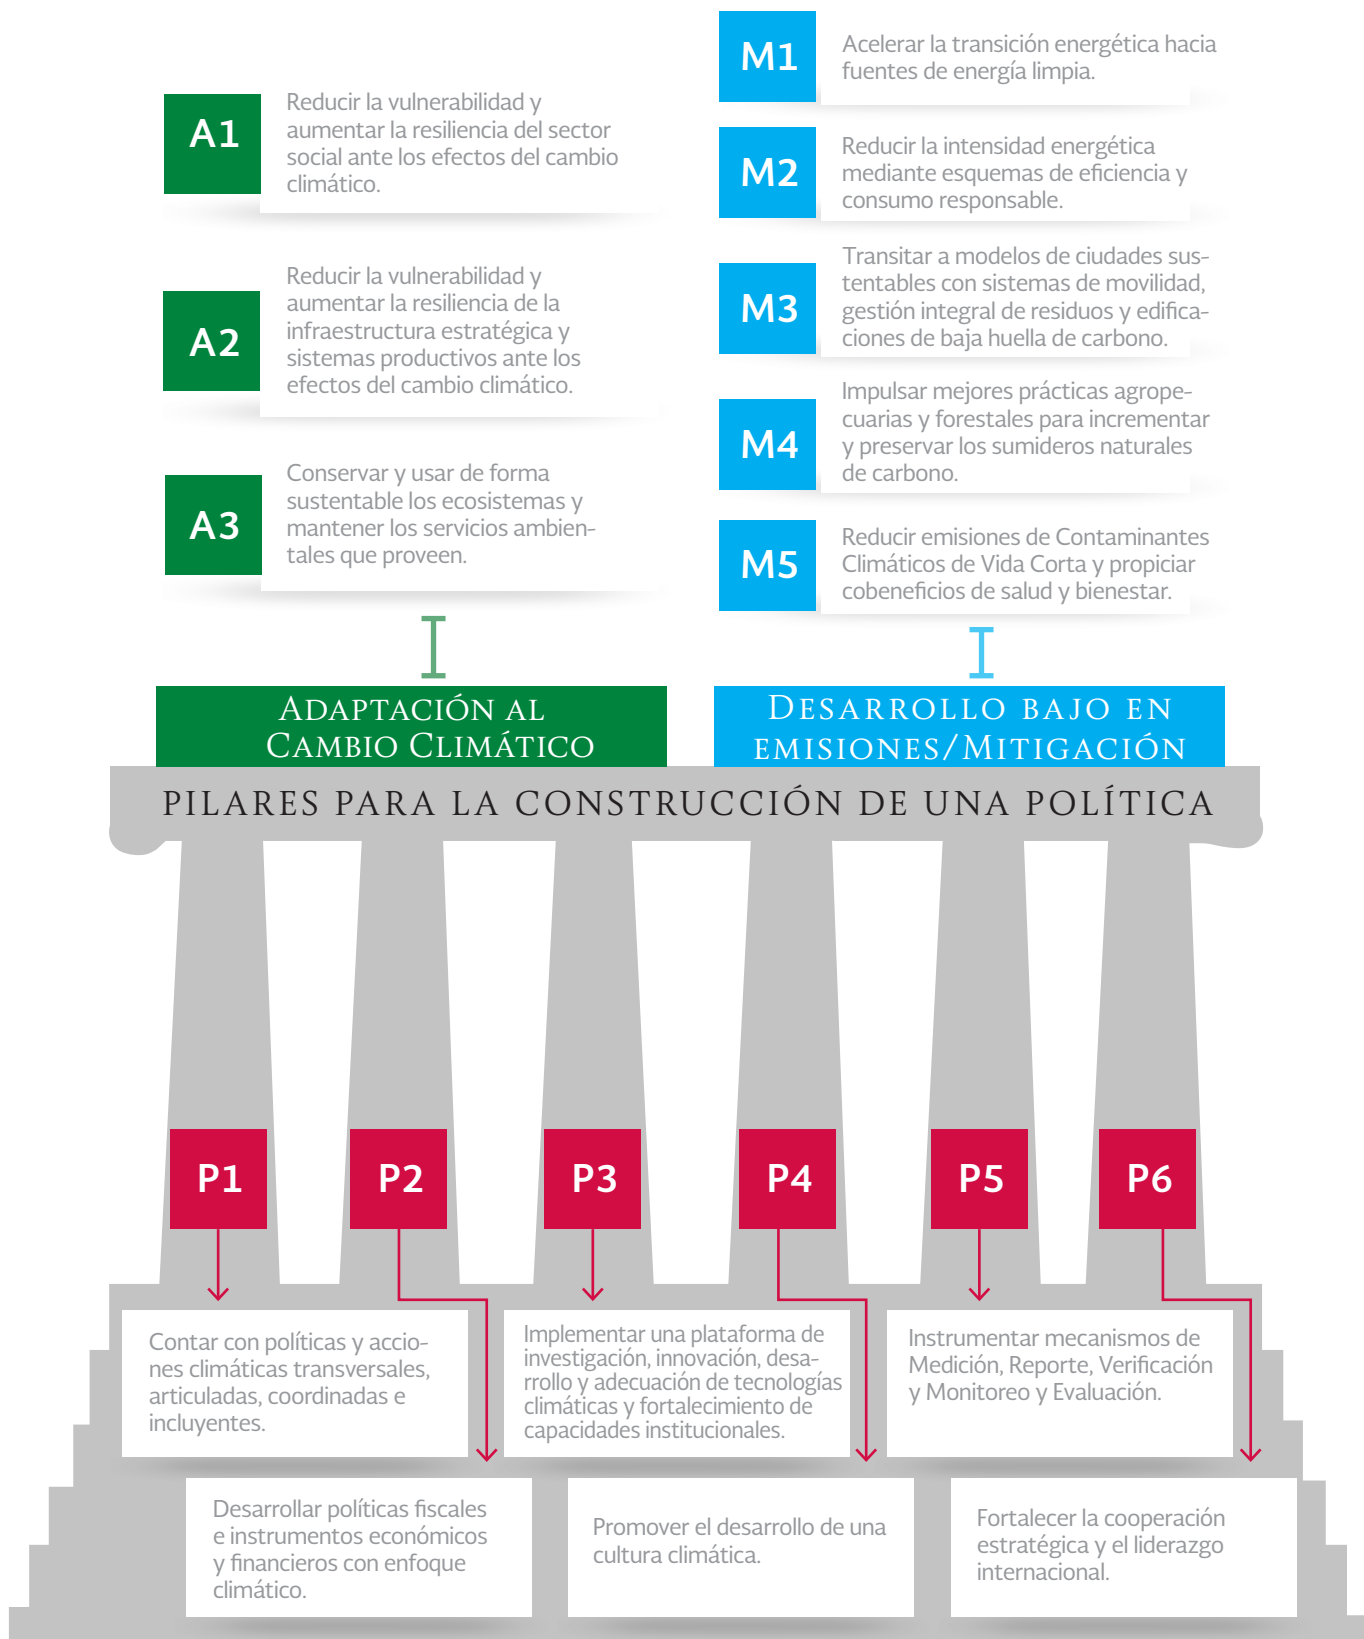 A1
Reducir la vulnerabilidad y
aumentar la resiliencia del sector
social ante los efectos del cambio
climático.
A2
Reducir la vulnerabilidad y
aumentar la resiliencia de la
infraestructura estratégica y
sistemas productivos ante los
efectos del cambio climático.
A3
Conservar y usar de forma
sustentable los ecosistemas y
mantener los servicios ambien-
tales que proveen.
ADAPTACIÓN AL
CAMBIO CLIMÁTICO
M1
Acelerar la transición energética hacia
fuentes de energía limpia.
M2
Reducir la intensidad energética
mediante esquemas de eficiencia y
consumo responsable.
M3
Transitar a modelos de ciudades sus-
tentables con sistemas de movilidad,
gestión integral de residuos y edifica-
ciones de baja huella de carbono.
M4
Impulsar mejores prácticas agrope-
cuarias y forestales para incrementar
y preservar los sumideros naturales
de carbono.
M5
Reducir emisiones de Contaminantes
Climáticos de Vida Corta y propiciar
cobeneficios de salud y bienestar.
DESARROLLO BAJO EN
EMISIONES/MITIGACIÓN
PILARES PARA LA CONSTRUCCIÓN DE UNA POLÍTICA
P1
Contar con políticas y accio-
nes climáticas transversales,
articuladas, coordinadas e
incluyentes.
P2
Desarrollar políticas fiscales
e instrumentos económicos
y financieros con enfoque
climático.
P3
Implementar una plataforma de
investigación, innovación, desa-
rrollo y adecuación de tecnologías
climáticas y fortalecimiento de
capacidades institucionales.
P4
Promover el desarrollo de una
cultura climática.
P5
Instrumentar mecanismos de
Medición, Reporte, Verificación
y Monitoreo y Evaluación.
P6
Fortalecer la cooperación
estratégica y el liderazgo
internacional.